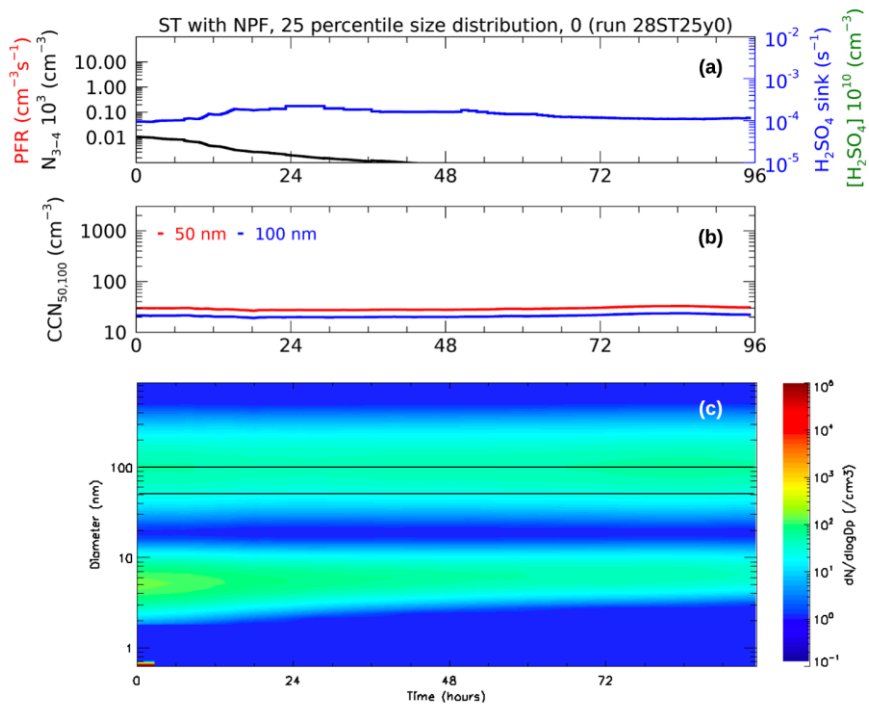 ST with NPF, 25 percentile size distribution, 0 (run 28ST25y0)
PFR (cm⁻³s⁻¹)
N₃₋₄ 10³ (cm⁻³)
10.00
1.00
0.10
0.01
(a)
10⁻²
10⁻³
10⁻⁴
10⁻⁵
H₂SO₄ sink (s⁻¹)
[H₂SO₄] 10¹⁰ (cm⁻³)
0 24 48 72 96
CCN₅₀,₁₀₀ (cm⁻³)
1000
100
10
- 50 nm - 100 nm
(b)
0 24 48 72 96
Diameter (nm)
100
10
1
(c)
0 24 48 72
Time (hours)
10⁴
10³
10²
10¹
10⁰
10⁻¹
dN/dlogDp (/cm3)